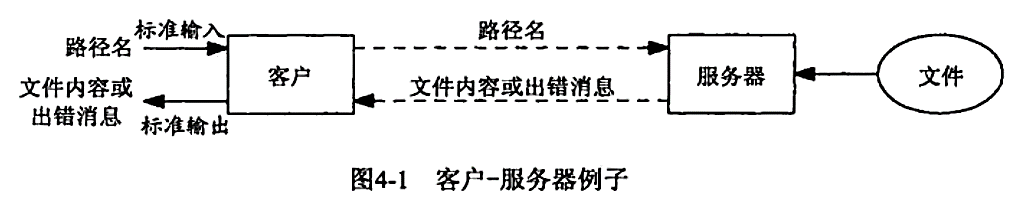 标准输入
路径名
路径名
客户
服务器
文件
文件内容或
出错消息
文件内容或出错消息
标准输出
图4-1 客户-服务器例子